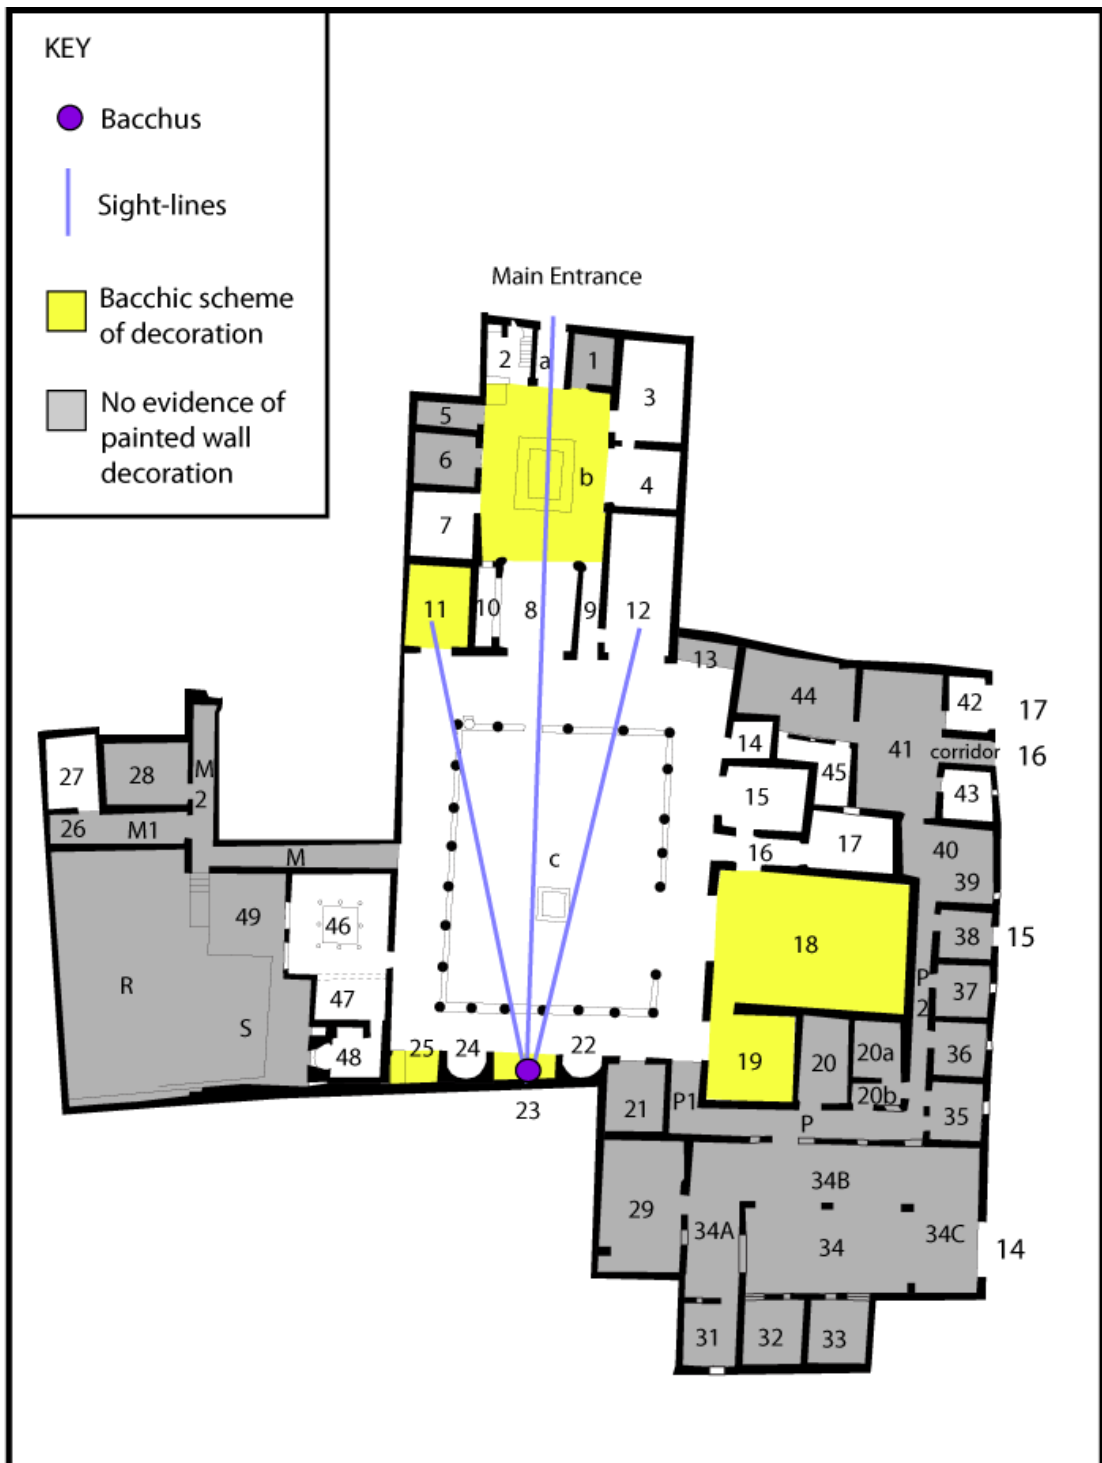 KEY
Bacchus
Sight-lines
Bacchic scheme
of decoration
No evidence of
painted wall
decoration
Main Entrance
2 a 1
3
5
6 b 4
7
11 10 8 9 12
13
44 42 17
14 41 corridor 16
27 28 M
2
45 43
15
26 M1 16 17 40
M c 39
49 46 18 38 15
R 47 P
2
37
S 25 24 22 48 19 20 20a 36
23 21 P1 20b 35
P
34B
29 34A 34 34C 14
31 32 33